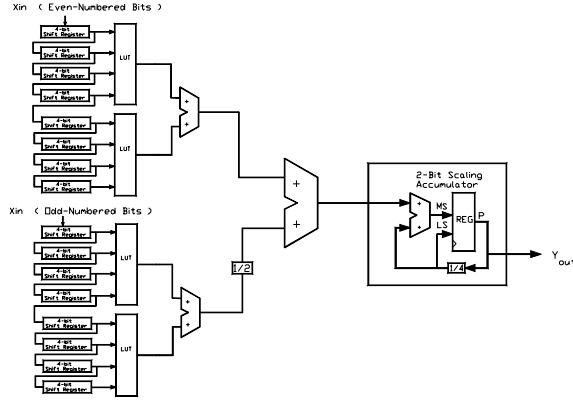 Xin ( Even-Numbered Bits )
4-bit
Shift Register
4-bit
Shift Register
4-bit
Shift Register
4-bit
Shift Register
LUT
4-bit
Shift Register
4-bit
Shift Register
4-bit
Shift Register
4-bit
Shift Register
LUT
+
+
+
+
Xin ( Odd-Numbered Bits )
4-bit
Shift Register
4-bit
Shift Register
4-bit
Shift Register
4-bit
Shift Register
LUT
4-bit
Shift Register
4-bit
Shift Register
4-bit
Shift Register
4-bit
Shift Register
LUT
+
+
1/2
2-Bit Scaling
Accumulator
+
+
MS
LS
REG
P
1/4
Y out